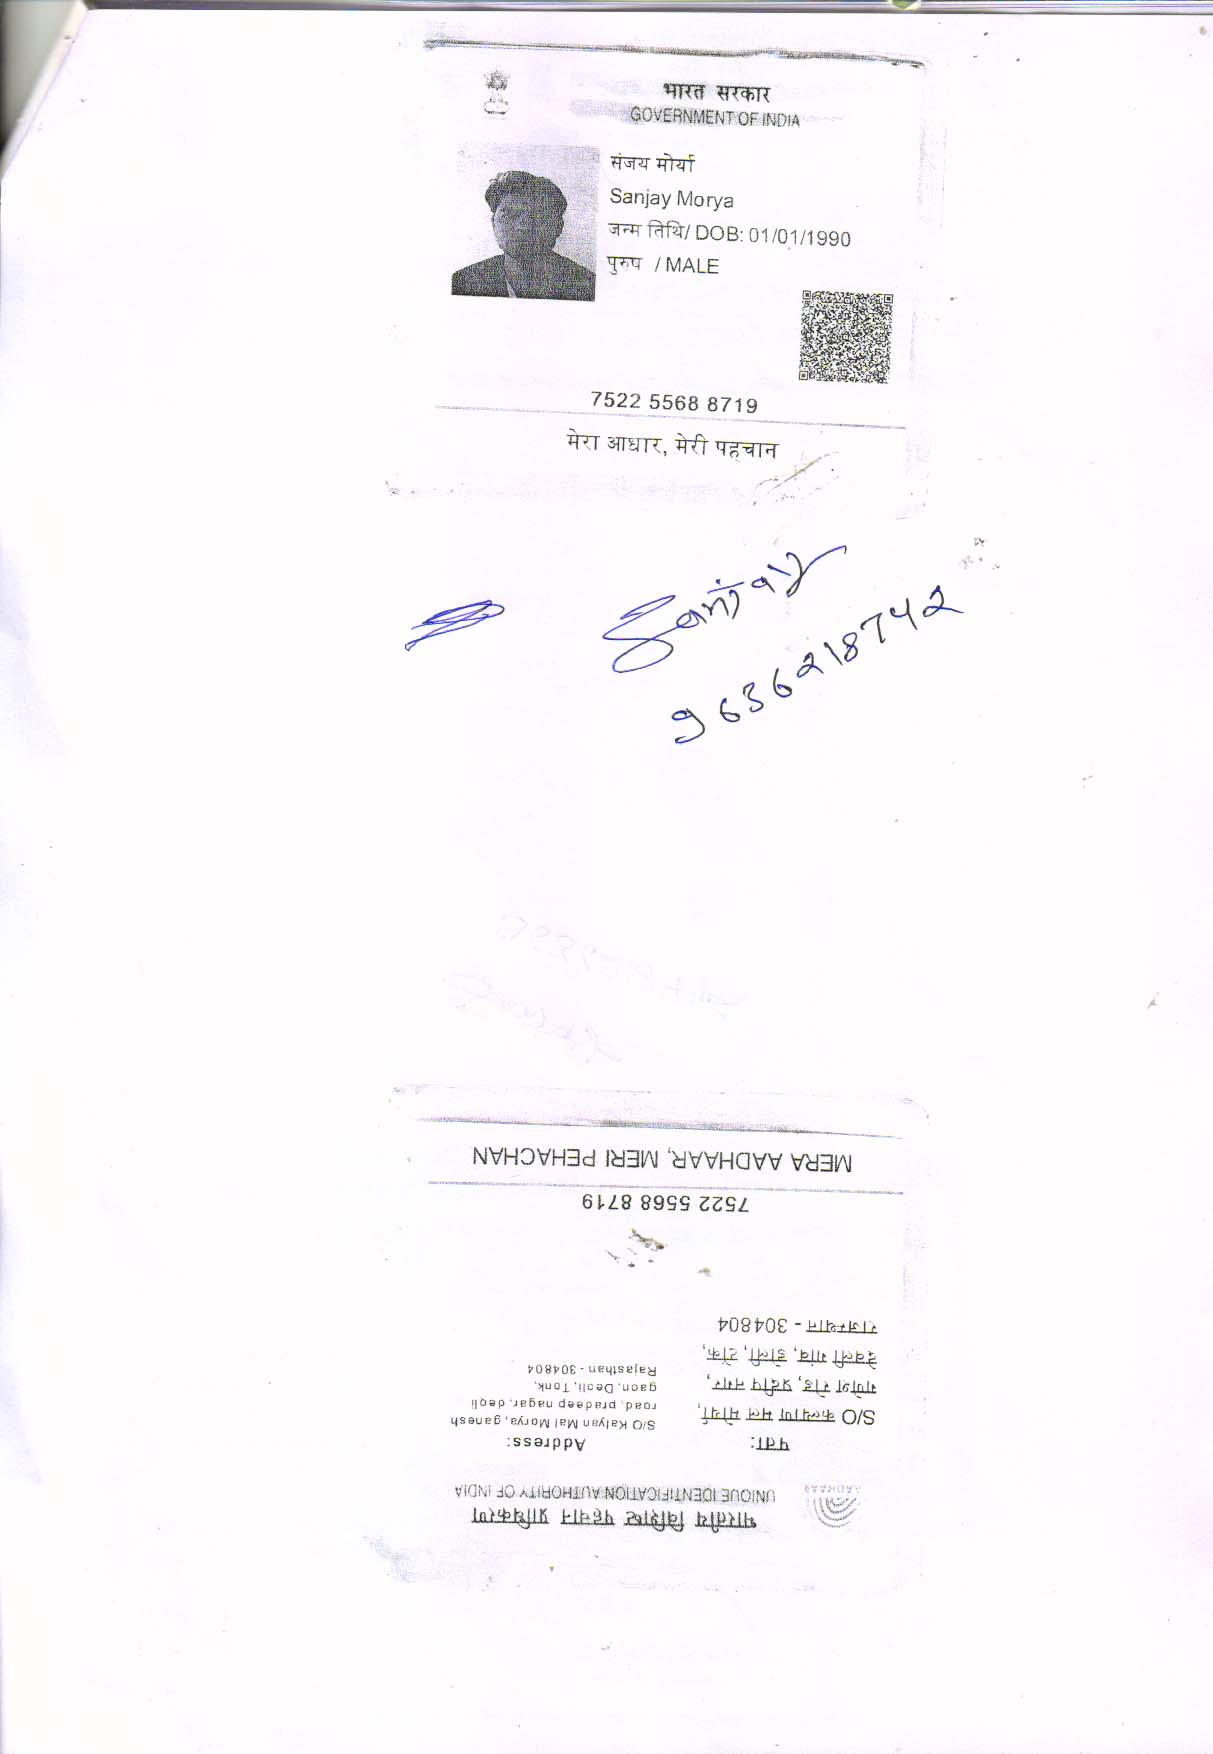 भारत सरकार
GOVERNMENT OF INDIA
संजय मोर्या
Sanjay Morya
जन्म तिथि/ DOB: 01/01/1990
पुरुष / MALE
7522 5568 8719
मेरा आधार, मेरी पहचान
Sanjay
9636218742
भारतीय विशिष्ट पहचान प्राधिकरण
UNIQUE IDENTIFICATION AUTHORITY OF INDIA
AADHAAR
पता:
S/O कल्याण मल मोर्या,
गणेश रोड, प्रदीप नगर,
देवली गांव, डोली, टोंक,
राजस्थान - 304804
Address:
S/O Kalyan Mal Morya, ganesh
road, pradeep nagar, deoli
gaon, Deoli, Tonk,
Rajasthan - 304804
7522 5568 8719
MERA AADHAAR, MERI PEHACHAN